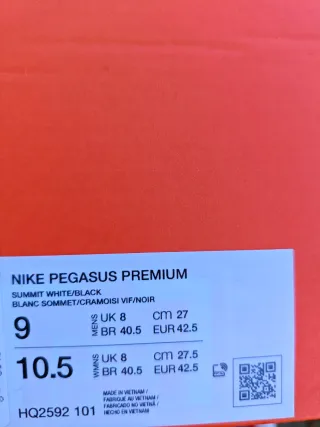 NIKE PEGASUS PREMIUM
SUMMIT WHITE/BLACK
BLANC SOMMET/CRAMOISI VIF/NOIR
9 MENS UK 8 CM 27
BR 40.5 EUR 42.5
10.5 WMNS UK 8 CM 27.5
BR 40.5 EUR 42.5
MADE IN VIETNAM /
FABRIQUÉ AU VIETNAM /
FABRICADO NO VIETNÃ /
HECHO EN VIETNAM
HQ2592 101